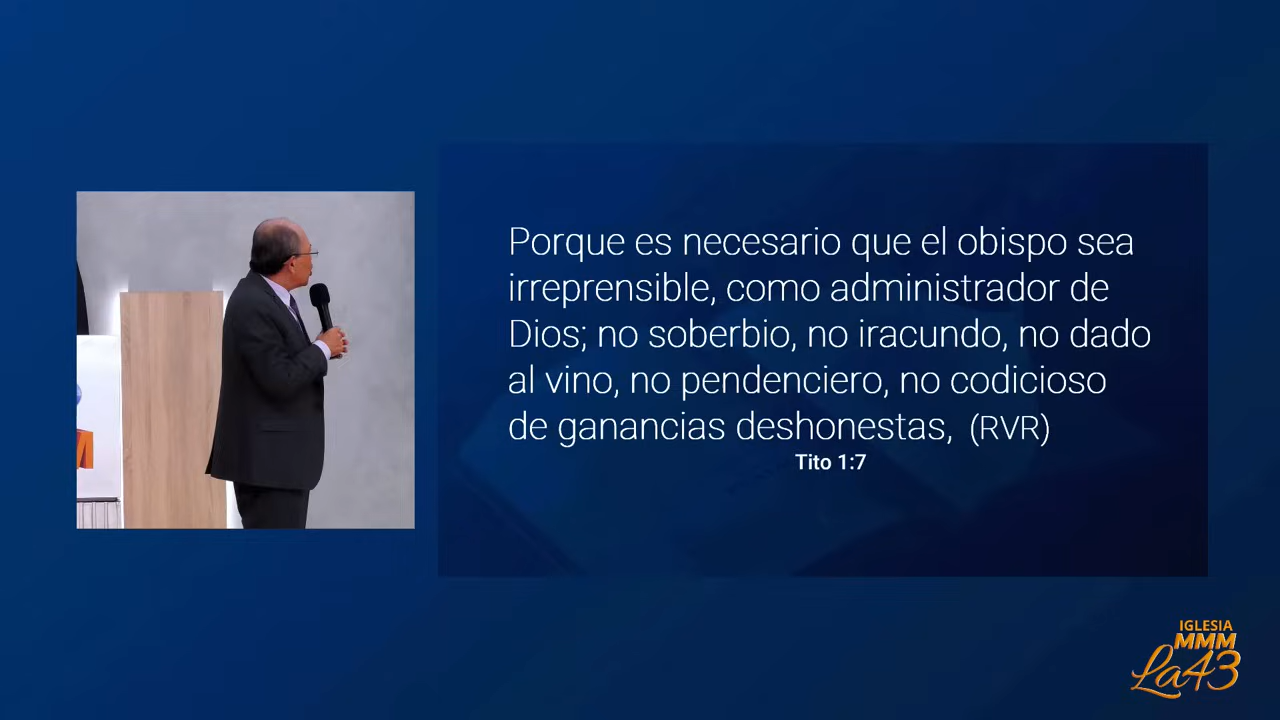 Porque es necesario que el obispo sea
irreprensible, como administrador de
Dios; no soberbio, no iracundo, no dado
al vino, no pendenciero, no codicioso
de ganancias deshonestas, (RVR)
Tito 1:7
IGLESIA
MMM
La43